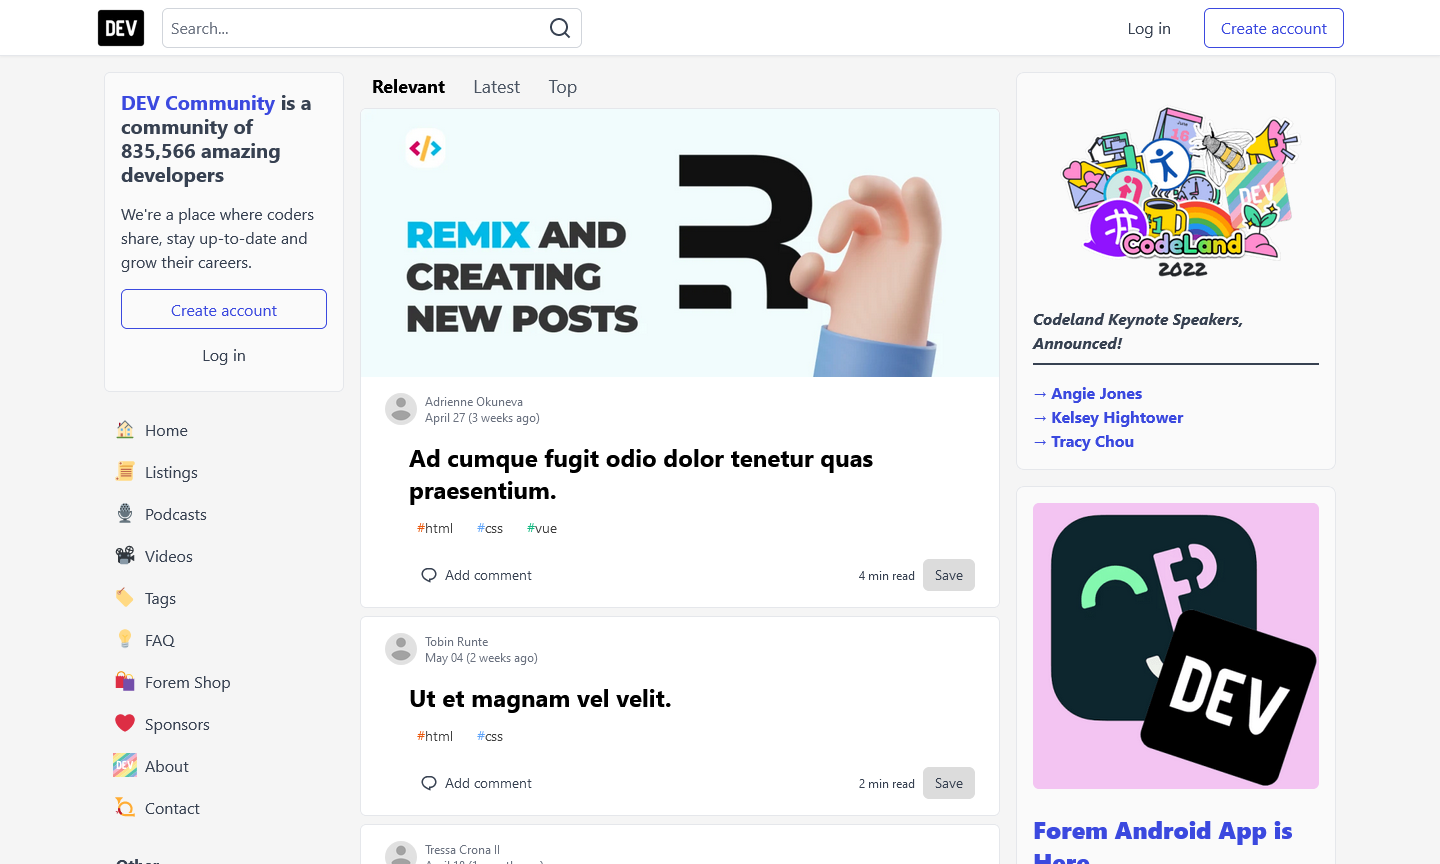 DEV
Search...
Log in
Create account
DEV Community is a
community of
835,566 amazing
developers
We're a place where coders
share, stay up-to-date and
grow their careers.
Create account
Log in
Home
Listings
Podcasts
Videos
Tags
FAQ
Forem Shop
Sponsors
DEV
About
Contact
Relevant
Latest
Top
REMIX AND
CREATING
NEW POSTS
Adrienne Okuneva
April 27 (3 weeks ago)
Ad cumque fugit odio dolor tenetur quas
praesentium.
#html
#css
#vue
Add comment
4 min read
Save
Tobin Runte
May 04 (2 weeks ago)
Ut et magnam vel velit.
#html
#css
Add comment
2 min read
Save
Tressa Crona II
June
16
DEV
#1
CodeLand
2022
Codeland Keynote Speakers,
Announced!
→ Angie Jones
→ Kelsey Hightower
→ Tracy Chou
DEV
Forem Android App is
Here